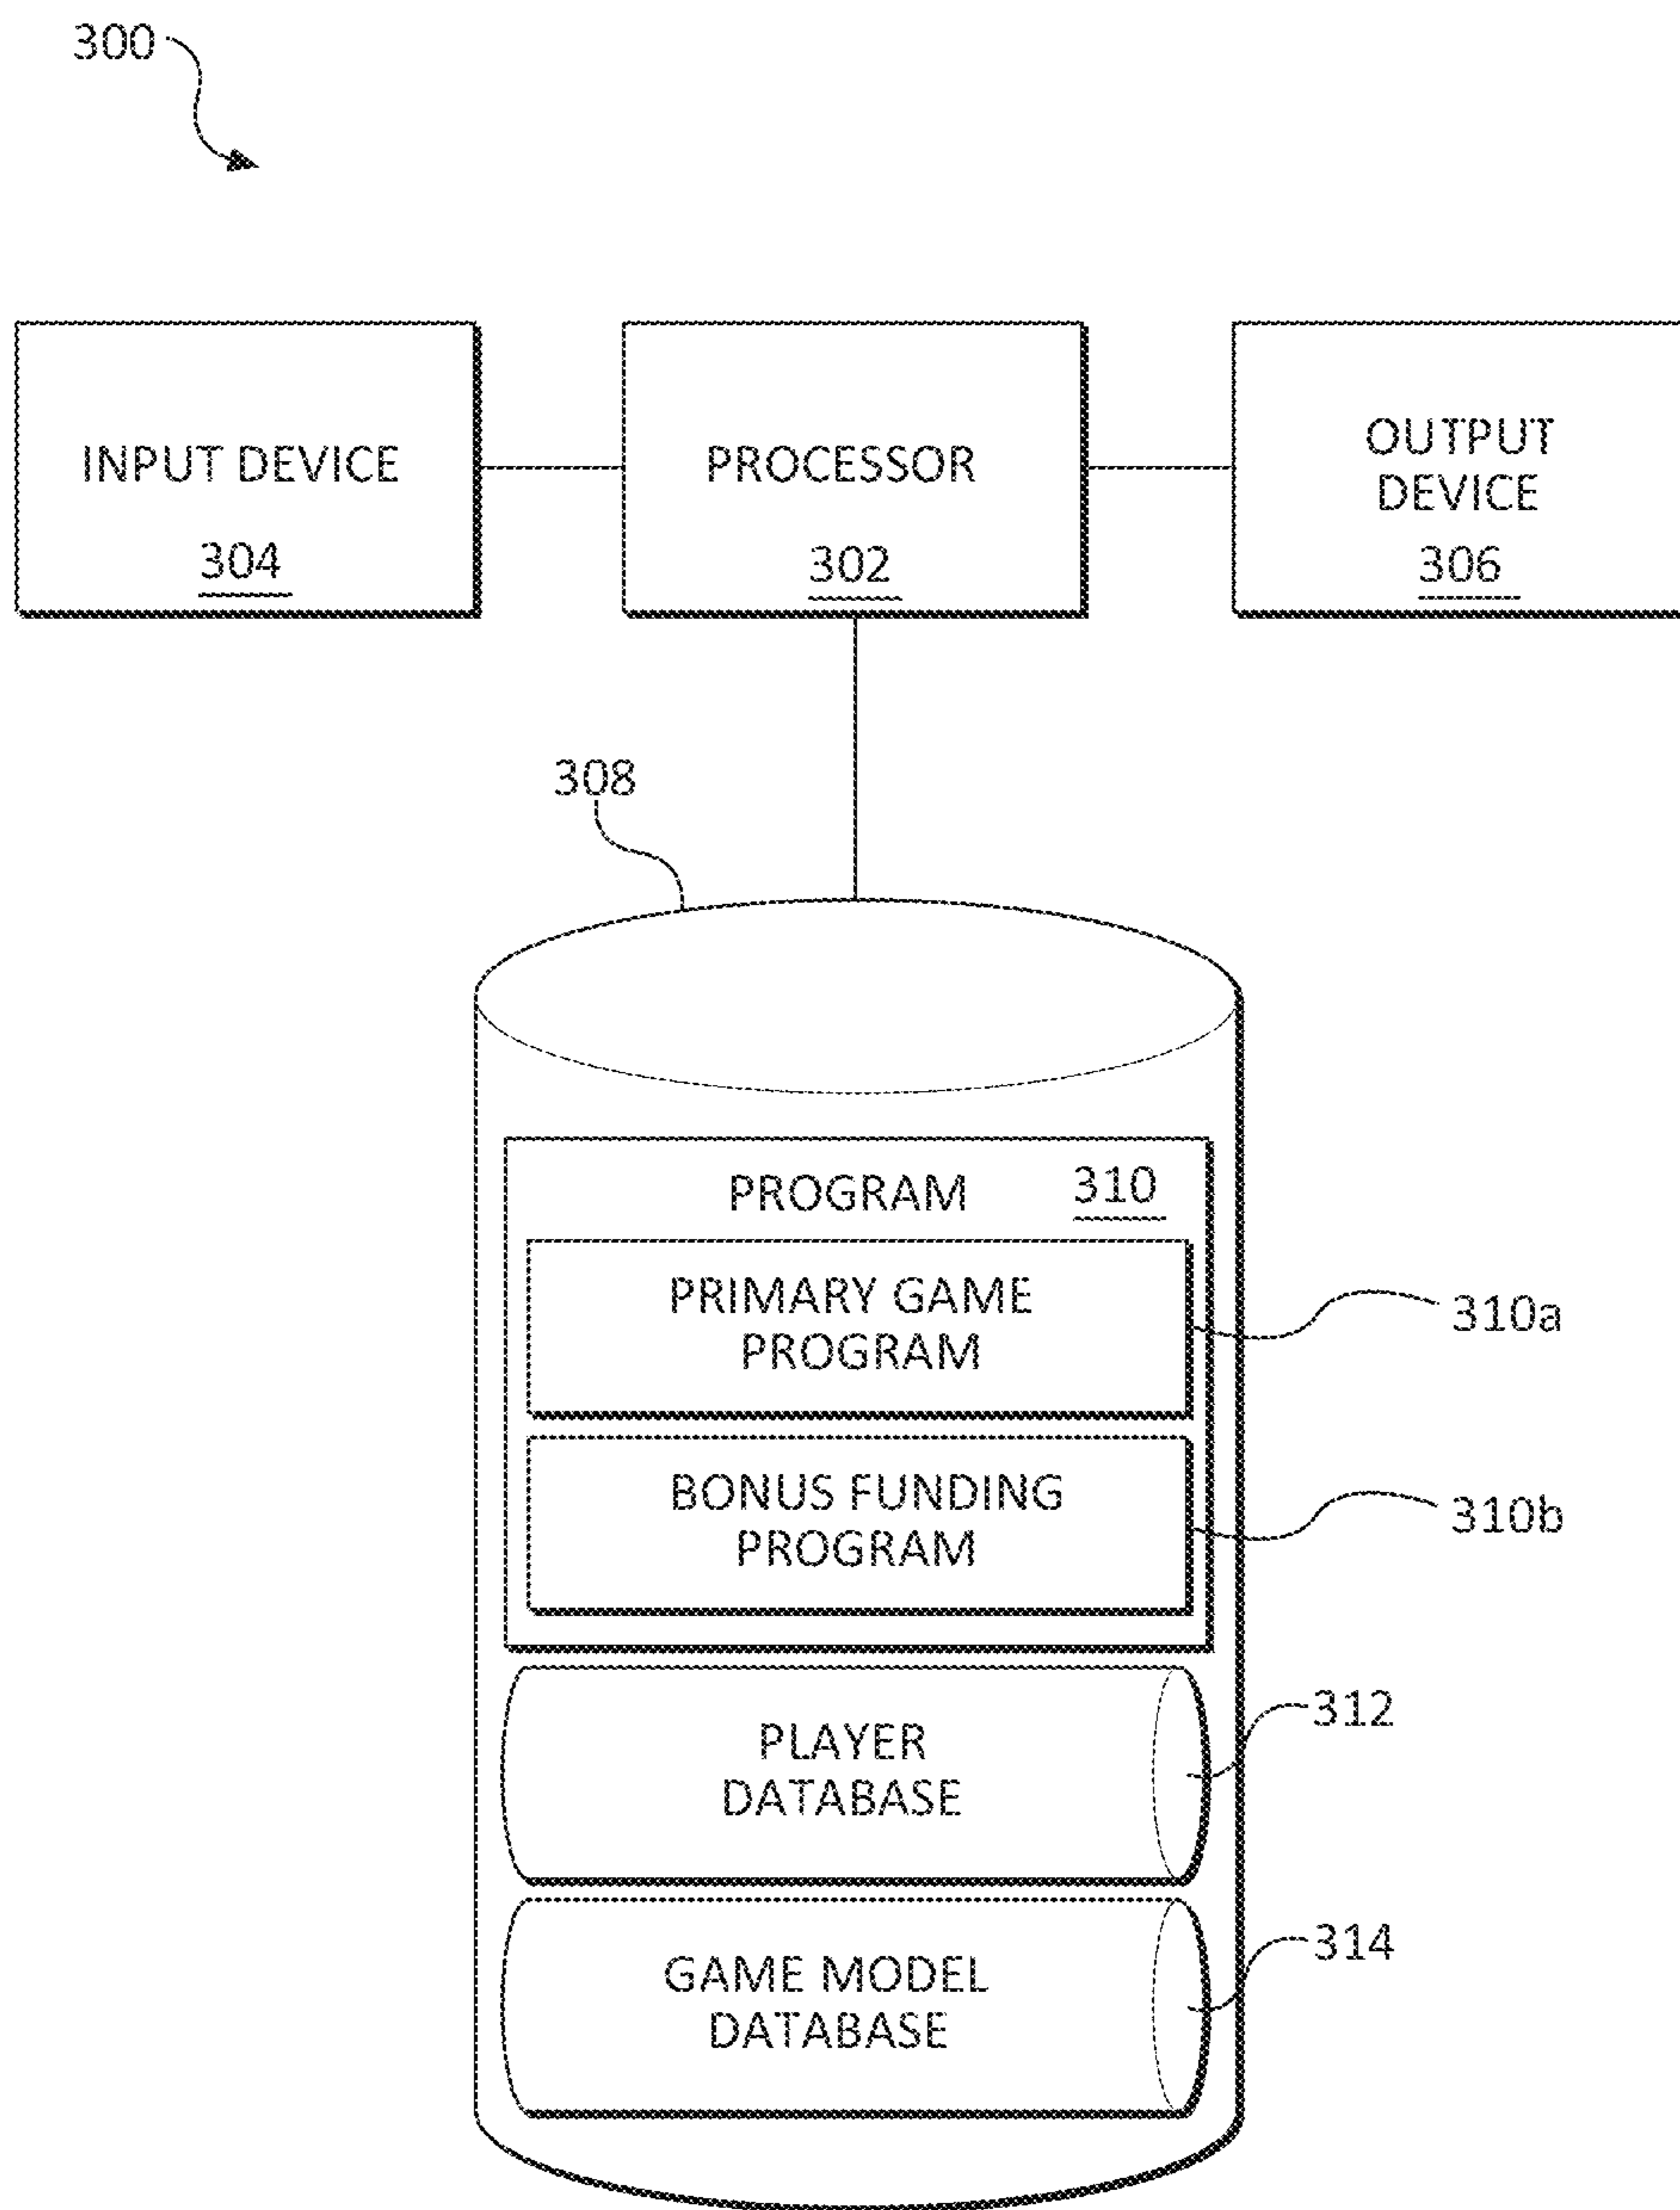 300
INPUT DEVICE
304
PROCESSOR
302
OUTPUT
DEVICE
306
308
PROGRAM 310
PRIMARY GAME
PROGRAM
310a
BONUS FUNDING
PROGRAM
310b
PLAYER
DATABASE
312
GAME MODEL
DATABASE
314